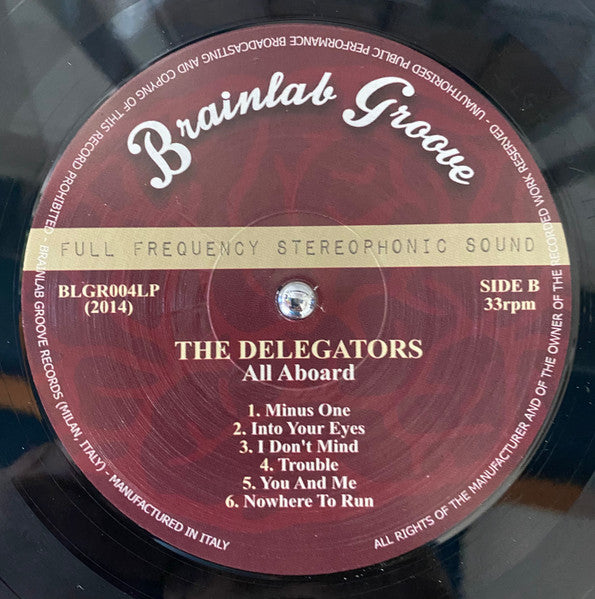 Brainlab Groove
FULL FREQUENCY STEREOPHONIC SOUND
BLGR004LP
(2014)
SIDE B
33rpm
THE DELEGATORS
All Aboard
1. Minus One
2. Into Your Eyes
3. I Don't Mind
4. Trouble
5. You And Me
6. Nowhere To Run
ALL RIGHTS OF THE MANUFACTURER AND OF THE OWNER OF THE RECORDED WORK RESERVED - UNAUTHORISED PUBLIC PERFORMANCE BROADCASTING AND COPYNG OF THIS RECORD PROHIBITED - BRAINLAB GROOVE RECORDS (MILAN, ITALY) - MANUFACTURED IN ITALY